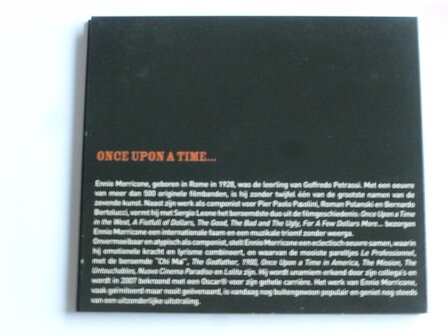 ONCE UPON A TIME...
Ennio Morricone, geboren in Rome in 1928, was de leerling van Goffredo Petrassi. Met een oeuvre
van meer dan 500 originele filmbanden, is hij zonder twijfel één van de grootste namen van de
zevende kunst. Naast zijn werk als componist voor Pier Paolo Pasolini, Roman Polanski en Bernardo
Bertolucci, vormt hij met Sergio Leone het beroemdste duo uit de filmgeschiedenis: Once Upon a Time
in the West, A Fistfull of Dollars, The Good, The Bad and The Ugly, For A Few Dollars More... bezorgen
Ennio Morricone een internationale faam en een muzikale triomf zonder weerga.
Onvermoeibaar en atypisch als componist, stelt Ennio Morricone een eclectisch oeuvre samen, waarin
hij emotionele kracht en lyrisme combineert, en waarvan de mooiste pareltjes Le Professionnel,
met de beroemde "Chi Mai", The Godfather, 1900, Once Upon a Time in America, The Mission, The
Untouchables, Nuovo Cinema Paradiso en Lolita zijn. Hij wordt unaniem erkend door zijn collega's en
wordt in 2007 bekroond met een Oscar® voor zijn gehele carrière. Het werk van Ennio Morricone,
vaak geïmiteerd maar nooit geëvenaard, is vandaag nog buitengewoon populair en geniet nog steeds
van een uitzonderlijke uitstraling.